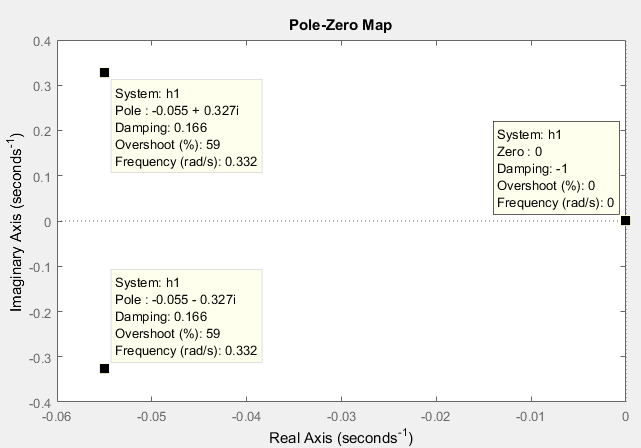 Pole-Zero Map
0.4
0.3
0.2
0.1
0
-0.1
-0.2
-0.3
-0.4
Imaginary Axis (seconds-1)
System: h1
Pole : -0.055 + 0.327i
Damping: 0.166
Overshoot (%): 59
Frequency (rad/s): 0.332
System: h1
Zero : 0
Damping: -1
Overshoot (%): 0
Frequency (rad/s): 0
System: h1
Pole : -0.055 - 0.327i
Damping: 0.166
Overshoot (%): 59
Frequency (rad/s): 0.332
-0.06 -0.05 -0.04 -0.03 -0.02 -0.01 0
Real Axis (seconds-1)